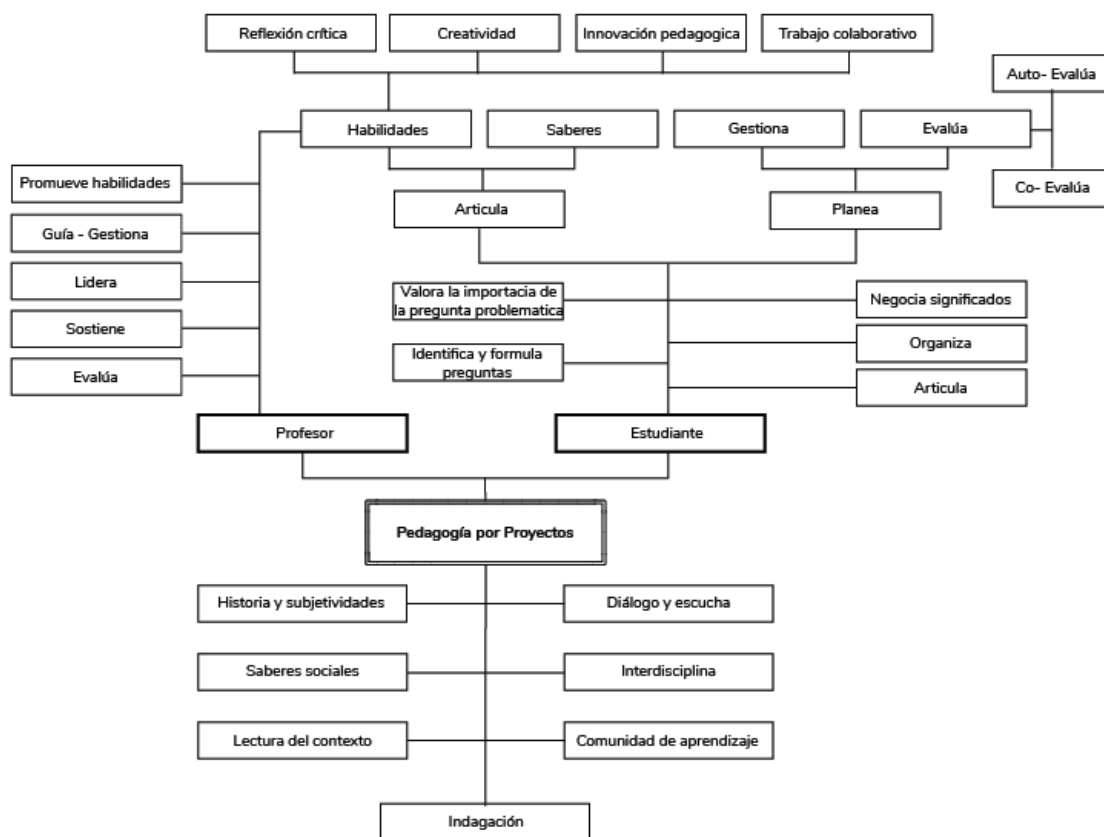 Reflexión crítica
Creatividad
Innovación pedagogica
Trabajo colaborativo
Auto- Evalúa
Habilidades
Saberes
Gestiona
Evalúa
Promueve habilidades
Co- Evalúa
Articula
Planea
Guía - Gestiona
Lidera
Valora la importacia de
la pregunta problematica
Negocia significados
Sostiene
Organiza
Identifica y formula
preguntas
Evalúa
Articula
Profesor
Estudiante
Pedagogía por Proyectos
Historia y subjetividades
Diálogo y escucha
Saberes sociales
Interdisciplina
Lectura del contexto
Comunidad de aprendizaje
Indagación